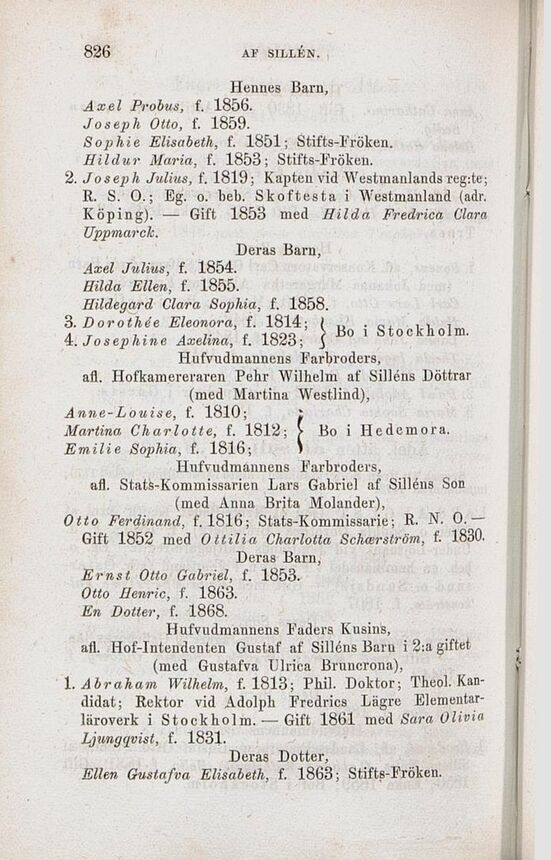 826 AF SILLÉN.
Hennes Barn,
Axel Probus, f. 1856.
Joseph Otto, f. 1859.
Sophie Elisabeth, f. 1851; Stifts-Fröken.
Hildur Maria, f. 1853; Stifts-Fröken.
2. Joseph Julius, f. 1819; Kapten vid Westmanlands reg:te;
R. S. O.; Eg. o. beb. Skoftesta i Westmanland (adr.
Köping). — Gift 1853 med Hilda Fredrica Clara
Uppmarck.
Deras Barn,
Axel Julius, f. 1854.
Hilda Ellen, f. 1855.
Hildegard Clara Sophia, f. 1858.
3. Dorothée Eleonora, f. 1814; } Bo i Stockholm.
4. Josephine Axelina, f. 1823;
Hufvudmannens Farbroders,
afl. Hofkamereraren Pehr Wilhelm af Silléns Döttrar
(med Martina Westlind),
Anne-Louise, f. 1810;
Martina Charlotte, f. 1812; } Bo i Hedemora.
Emilie Sophia, f. 1816;
Hufvudmannens Farbroders,
afl. Stats-Kommissarien Lars Gabriel af Silléns Son
(med Anna Brita Molander),
Otto Ferdinand, f. 1816; Stats-Kommissarie; R. N. O. —
Gift 1852 med Ottilia Charlotta Schærström, f. 1830.
Deras Barn,
Ernst Otto Gabriel, f. 1853.
Otto Henric, f. 1863.
En Dotter, f. 1868.
Hufvudmannens Faders Kusins,
afl. Hof-Intendenten Gustaf af Silléns Barn i 2:a giftet
(med Gustafva Ulrica Bruncrona),
1. Abraham Wilhelm, f. 1813; Phil. Doktor; Theol. Kan-
didat; Rektor vid Adolph Fredrics Lägre Elementar-
läroverk i Stockholm. — Gift 1861 med Sara Olivia
Ljungqvist, f. 1831.
Deras Dotter,
Ellen Gustafva Elisabeth, f. 1863; Stifts-Fröken.